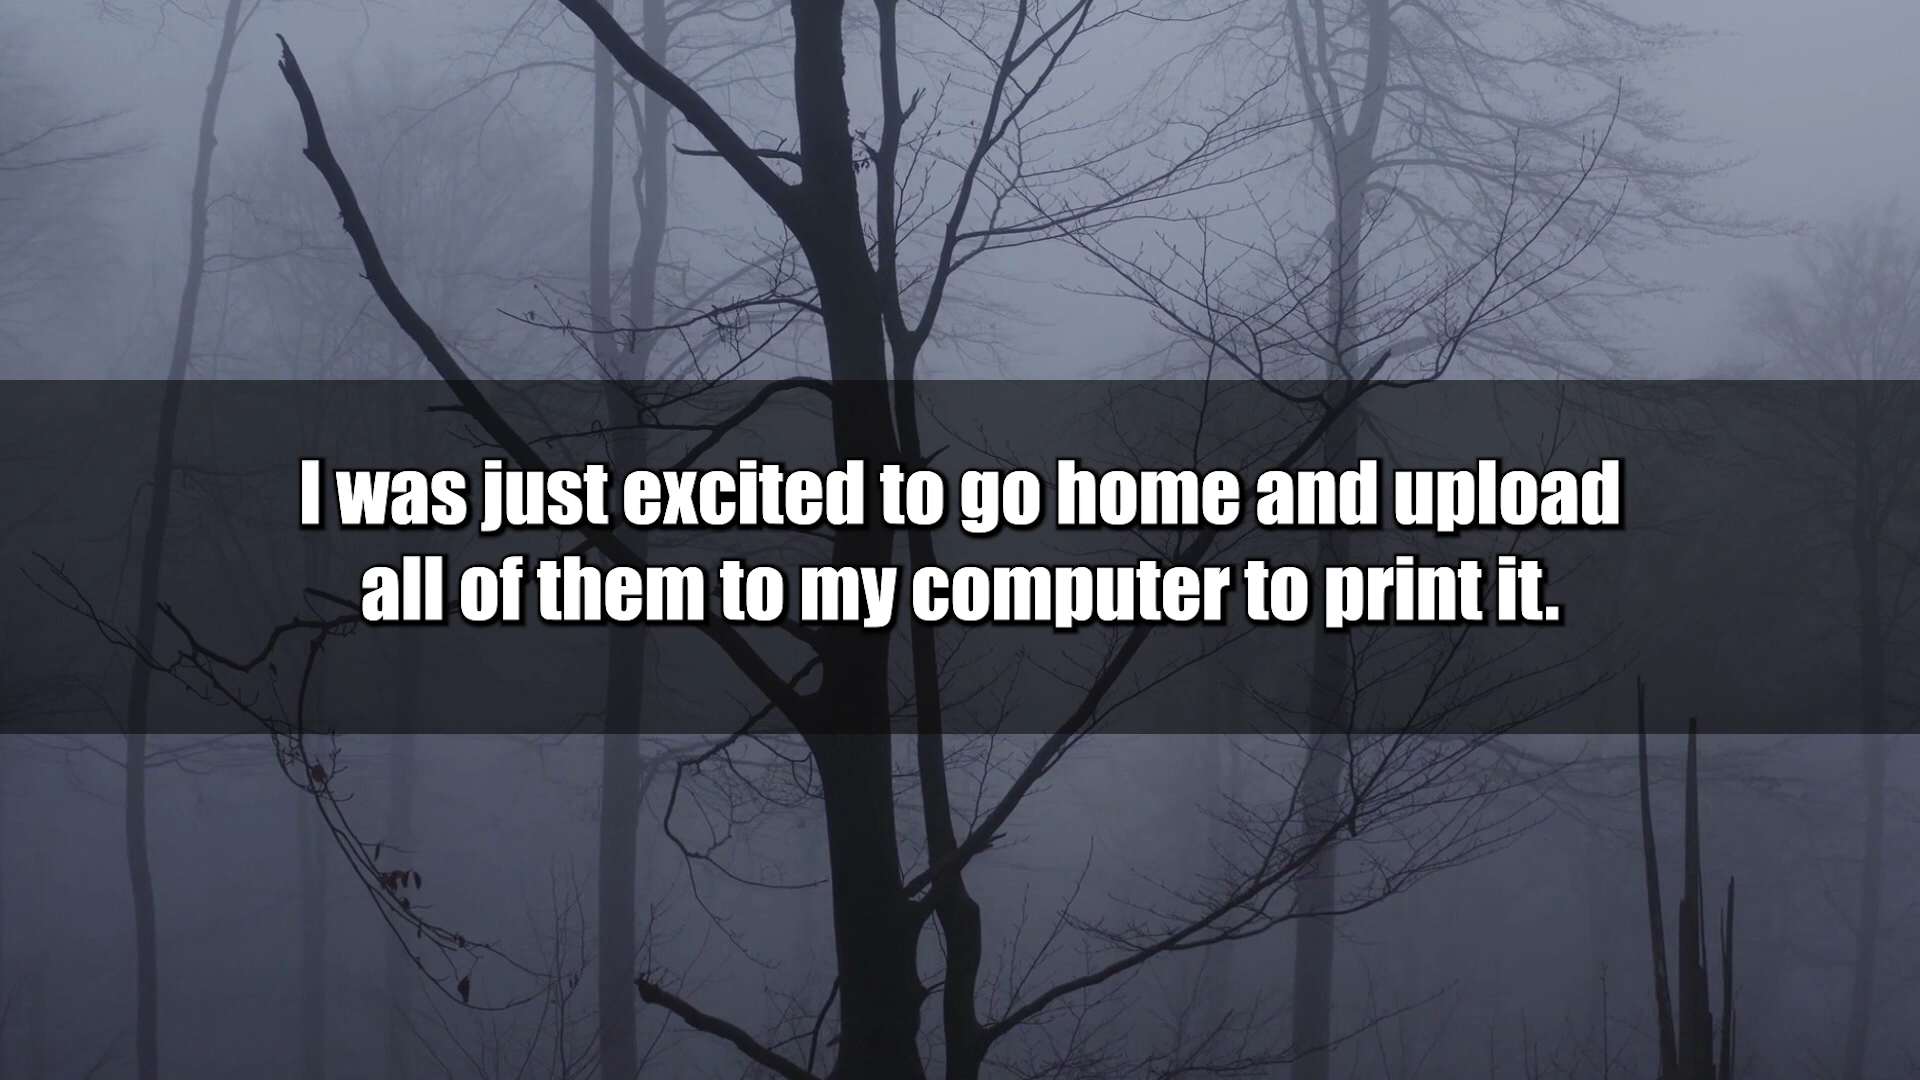 I was just excited to go home and upload
all of them to my computer to print it.